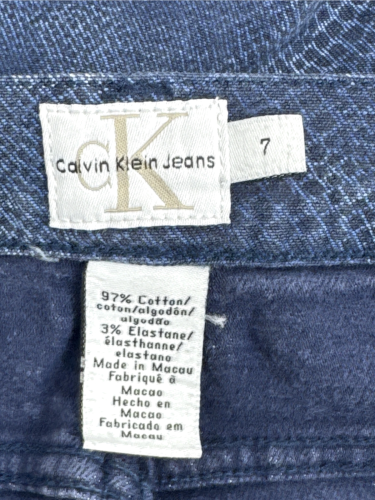 CK
Calvin Klein Jeans
7
97% Cotton/
coton/algodón/
algodão
3% Elastane/
élasthanne/
elastano
Made in Macau
Fabriqué à
Macao
Hecho en
Macao
Fabricado em
Macau